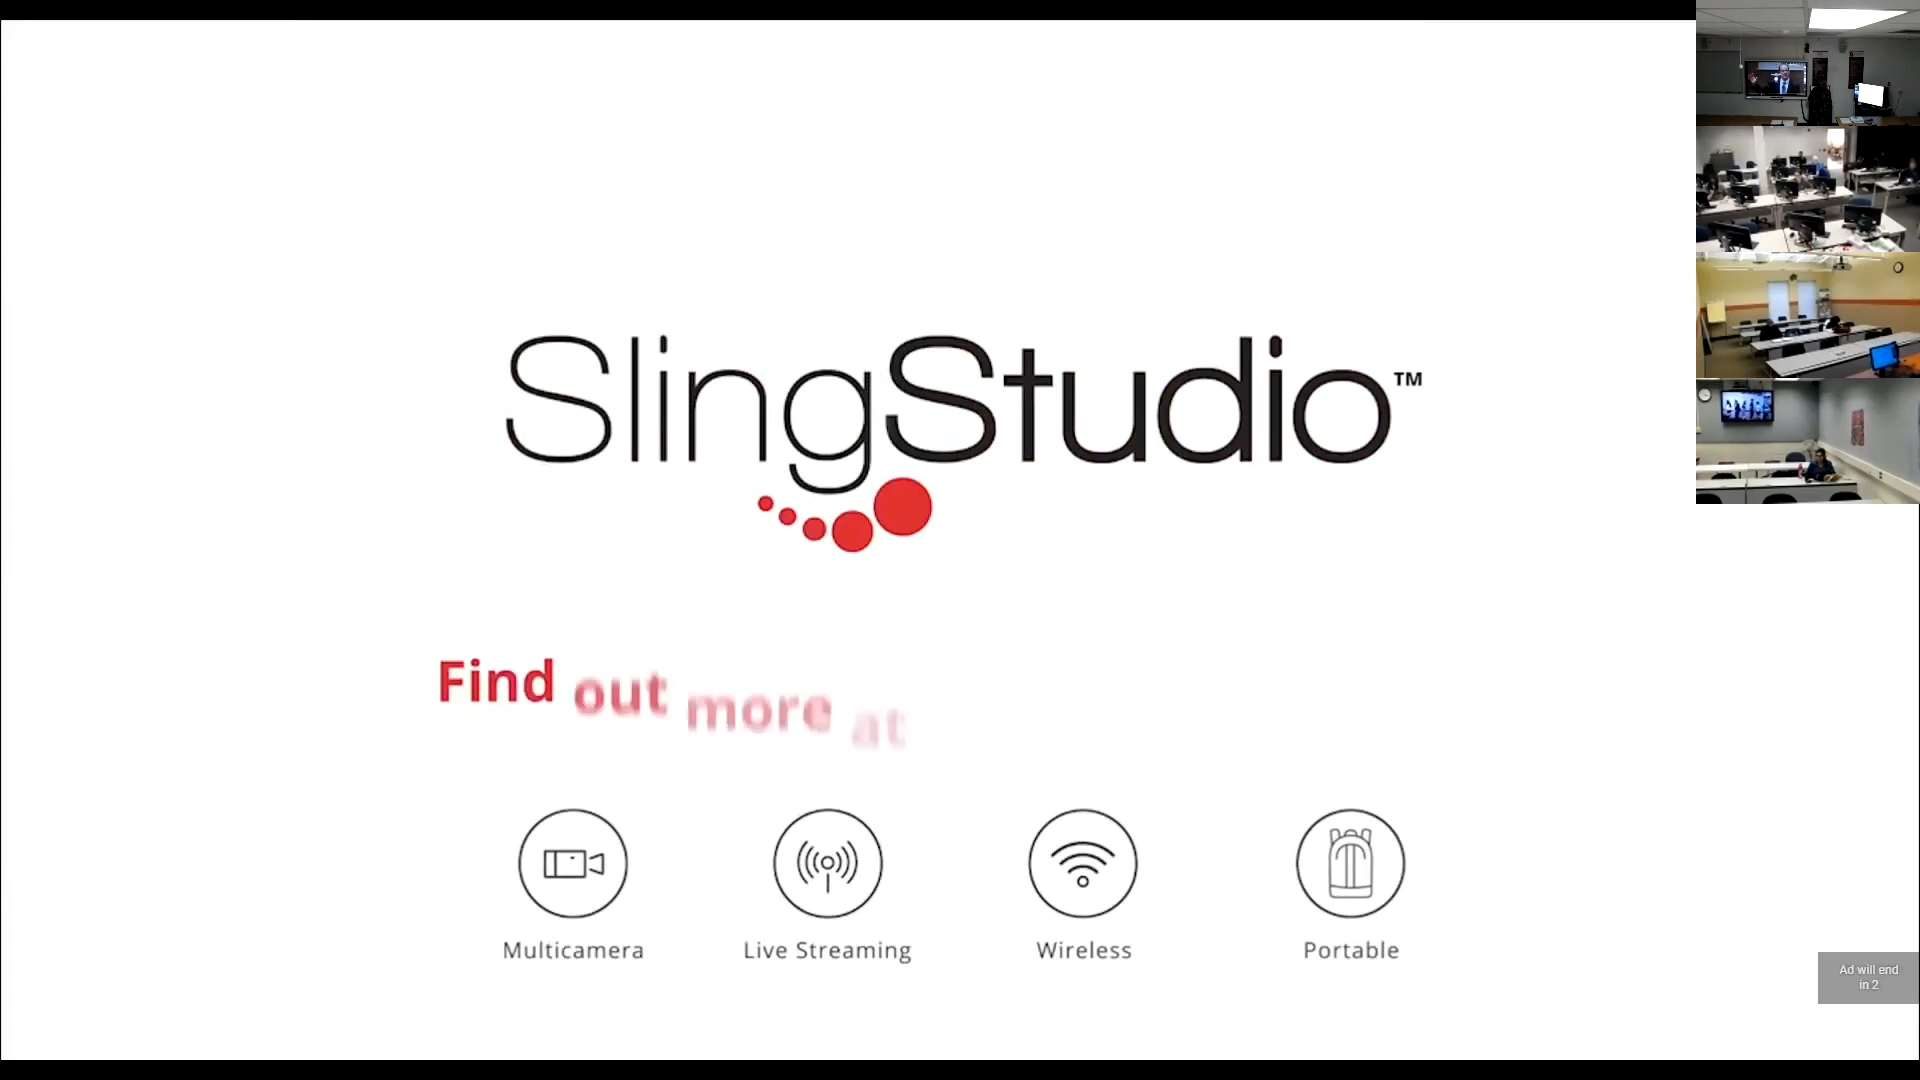 SlingStudio™
Find out more at
Multicamera
Live Streaming
Wireless
Portable
Ad will end
in 2